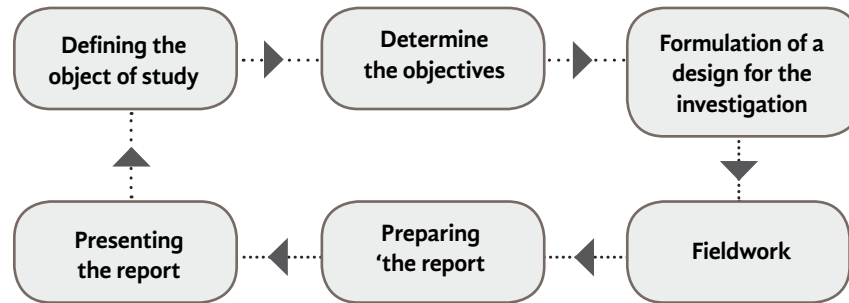 Defining the
object of study
Determine
the objectives
Formulation of a
design for the
investigation
Fieldwork
Preparing
‘the report
Presenting
the report